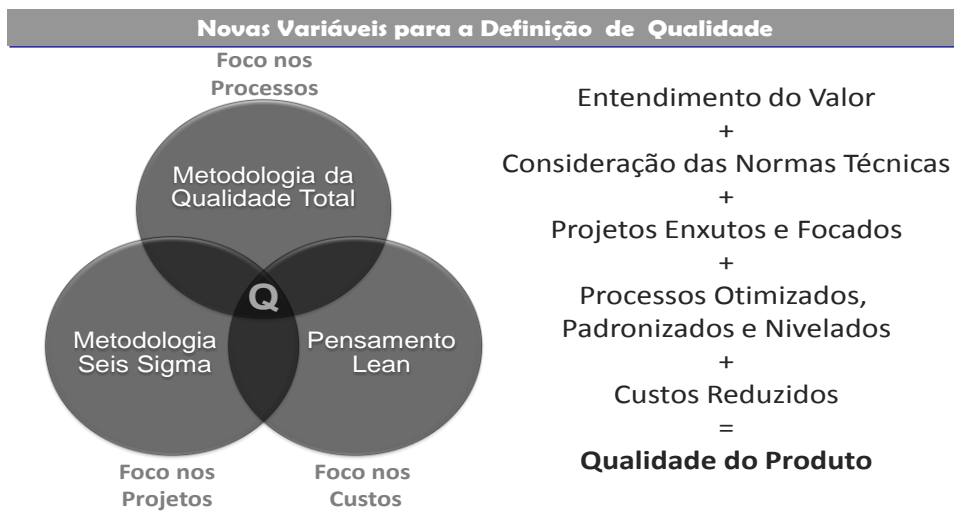 Novas Variáveis para a Definição de Qualidade
Foco nos
Processos
Metodologia da
Qualidade Total
Q
Metodologia
Seis Sigma
Pensamento
Lean
Foco nos
Projetos
Foco nos
Custos
Entendimento do Valor
+
Consideração das Normas Técnicas
+
Projetos Enxutos e Focados
+
Processos Otimizados,
Padronizados e Nivelados
+
Custos Reduzidos
=
Qualidade do Produto